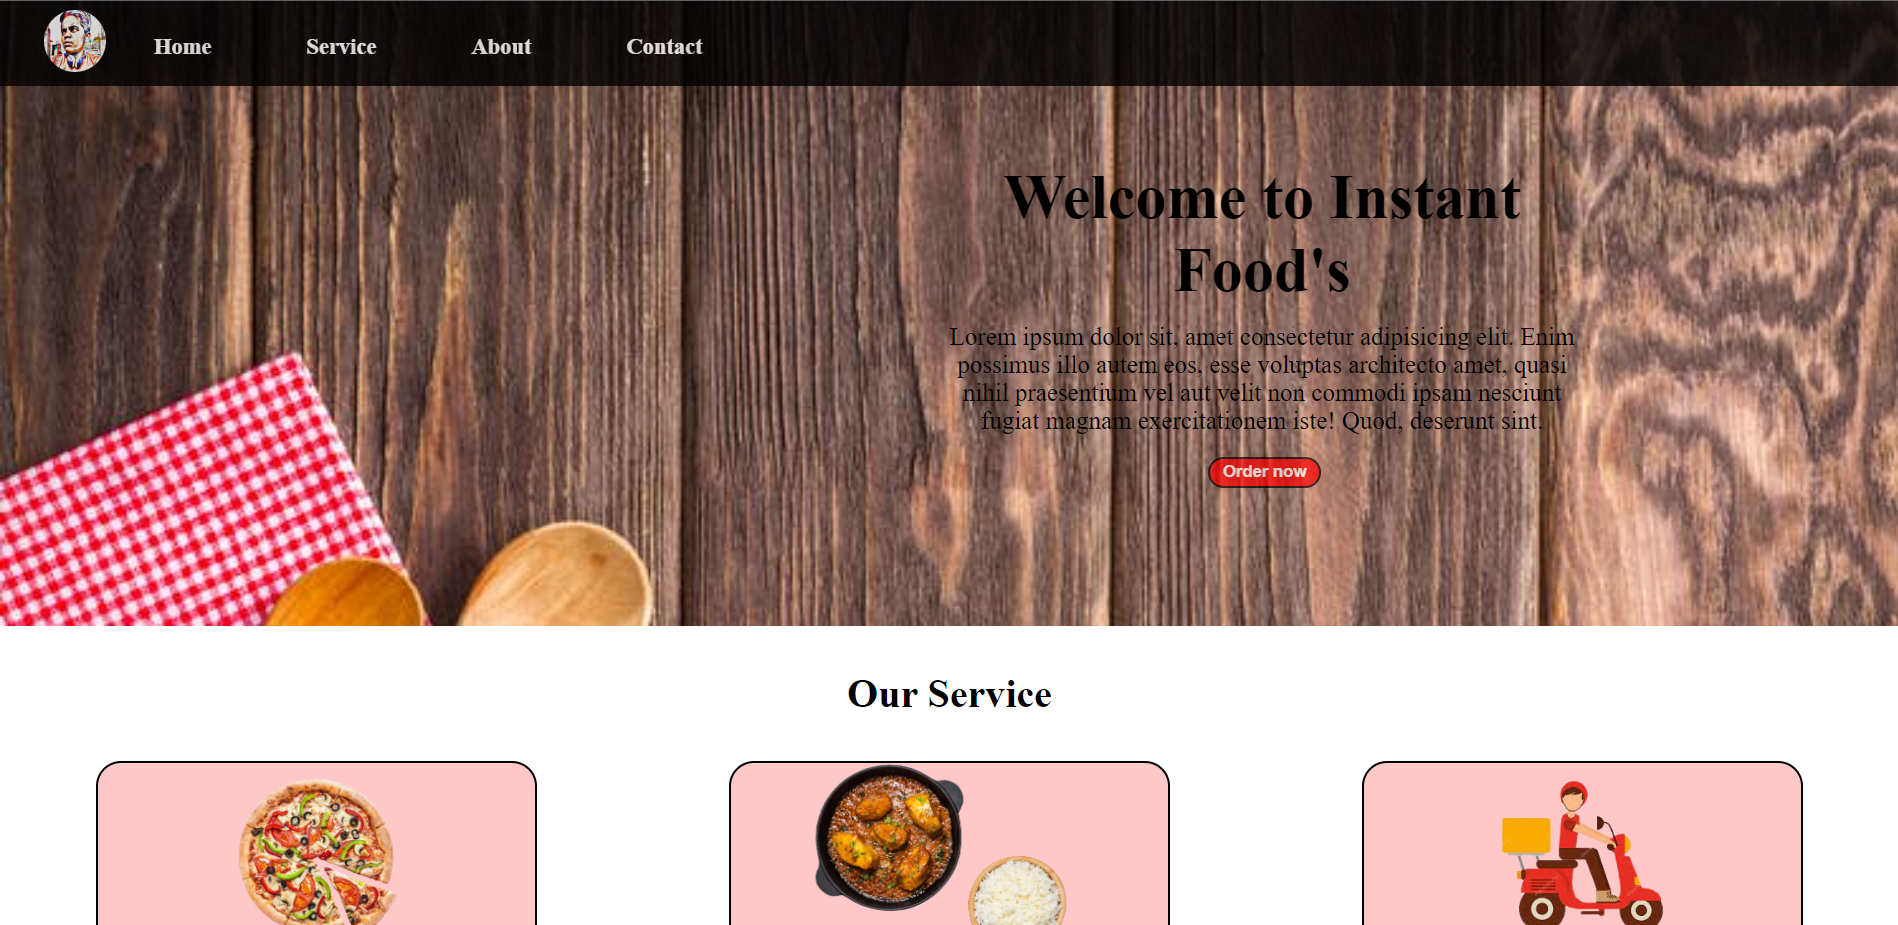 Home
Service
About
Contact
Welcome to Instant
Food's
Lorem ipsum dolor sit, amet consectetur adipisicing elit. Enim
possimus illo autem eos, esse voluptas architecto amet, quasi
nihil praesentium vel aut velit non commodi ipsam nesciunt
fugiat magnam exercitationem iste! Quod, deserunt sint.
Order now
Our Service